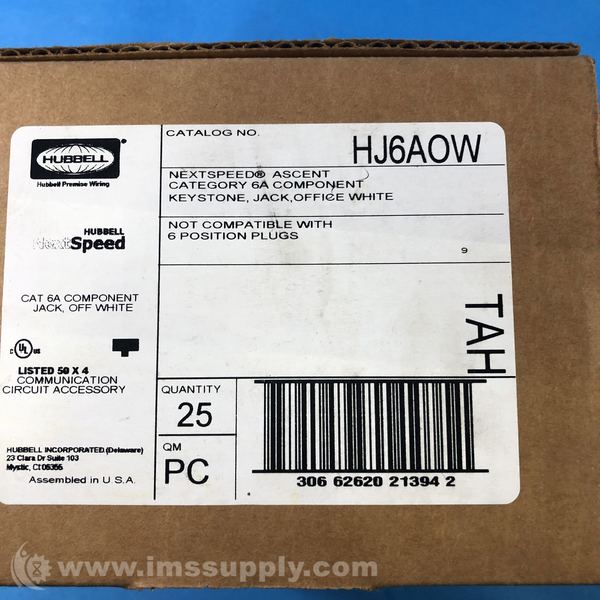 HUBBELL
Hubbell Premise Wiring
HUBBELL
NextSpeed
CAT 6A COMPONENT
JACK, OFF WHITE
UL
C US
LISTED 50 X 4
COMMUNICATION
CIRCUIT ACCESSORY
HUBBELL INCORPORATED (Delaware)
23 Clara Dr Suite 103
Mystic, Ct 06355
Assembled in U.S.A.
CATALOG NO.
HJ6AOW
NEXTSPEED® ASCENT
CATEGORY 6A COMPONENT
KEYSTONE, JACK,OFFICE WHITE
NOT COMPATIBLE WITH
6 POSITION PLUGS
9
TAH
QUANTITY
25
QM
PC
306 62620 21394 2
www.imssupply.com